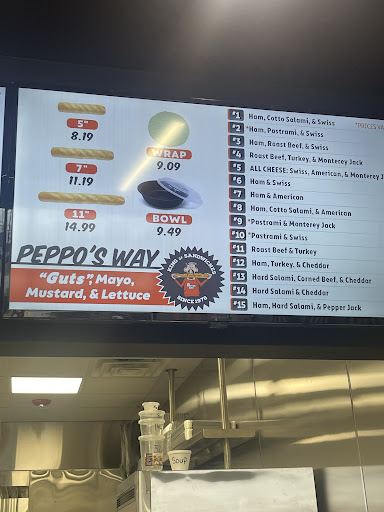 5"
8.19
7"
11.19
11"
14.99
WRAP
9.09
BOWL
9.49
PEPPO'S WAY
"Guts", Mayo,
Mustard, & Lettuce
SANDWICHES
SINCE 1975
#1 Ham, Cotto Salami, & Swiss
*PRICES
#2 *Ham, Pastrami, & Swiss
#3 Ham, Roast Beef, & Swiss
#4 Roast Beef, Turkey, & Monterey Jack
#5 ALL CHEESE: Swiss, American, & Monterey J
#6 Ham & Swiss
#7 Ham & American
#8 Ham, Cotto Salami, & American
#9 *Pastrami & Monterey Jack
#10 *Pastrami & Swiss
#11 Roast Beef & Turkey
#12 Ham, Turkey, & Cheddar
#13 Hard Salami, Corned Beef, & Cheddar
#14 Hard Salami & Cheddar
#15 Ham, Hard Salami, & Pepper Jack
Soup